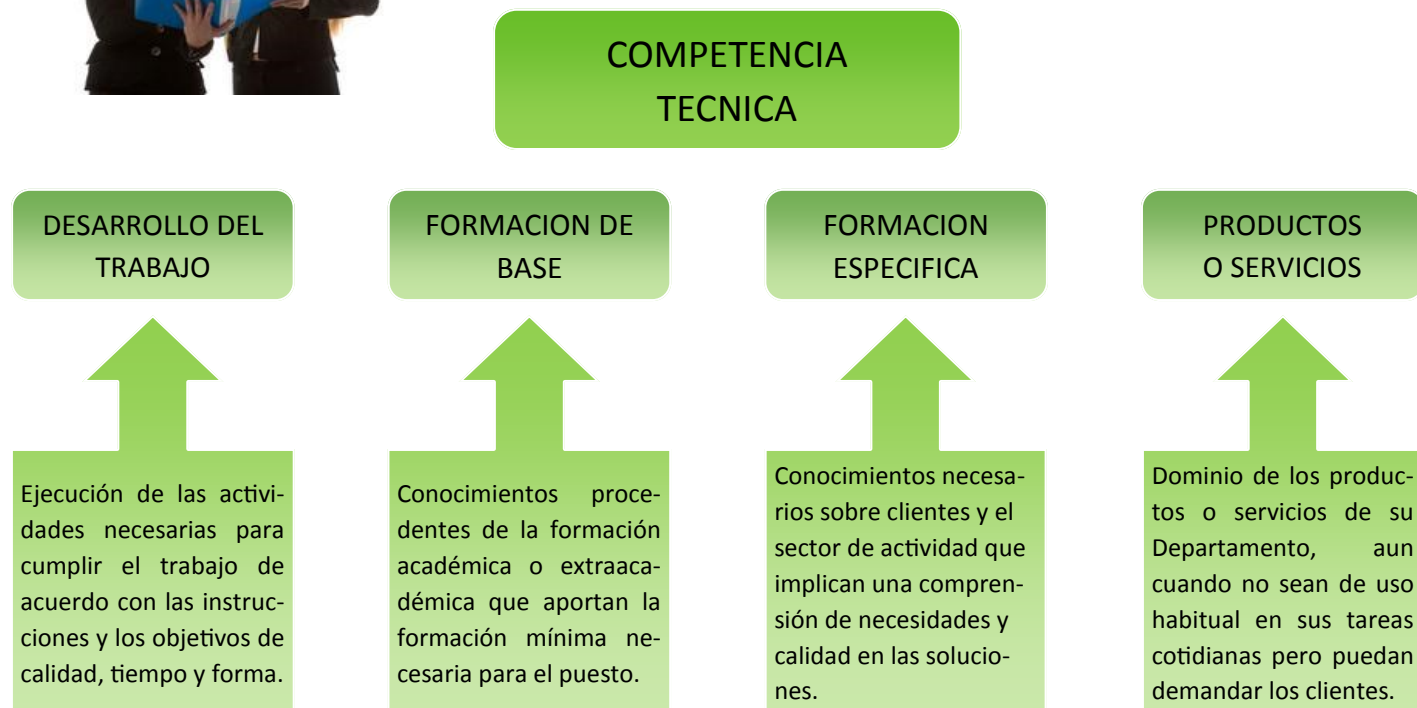 COMPETENCIA
TECNICA
DESARROLLO DEL
TRABAJO
Ejecución de las activi-
dades necesarias para
cumplir el trabajo de
acuerdo con las instruc-
ciones y los objetivos de
calidad, tiempo y forma.
FORMACION DE
BASE
Conocimientos proce-
dentes de la formación
académica o extraaca-
démica que aportan la
formación mínima ne-
cesaria para el puesto.
FORMACION
ESPECIFICA
Conocimientos necesa-
rios sobre clientes y el
sector de actividad que
implican una compren-
sión de necesidades y
calidad en las solucio-
nes.
PRODUCTOS
O SERVICIOS
Dominio de los produc-
tos o servicios de su
Departamento, aun
cuando no sean de uso
habitual en sus tareas
cotidianas pero puedan
demandar los clientes.